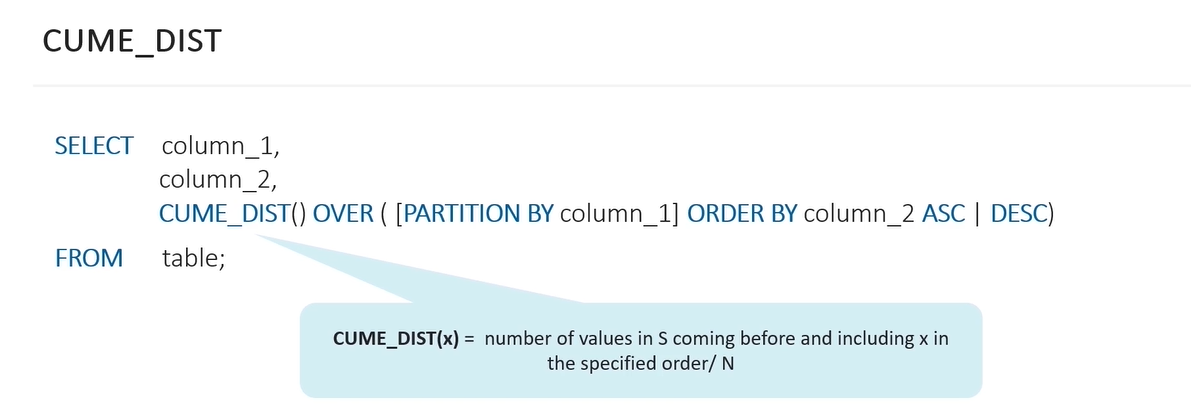 CUME_DIST
SELECT column_1,
column_2,
CUME_DIST() OVER ( [PARTITION BY column_1] ORDER BY column_2 ASC | DESC)
FROM table;
CUME_DIST(x) = number of values in S coming before and including x in
the specified order/ N